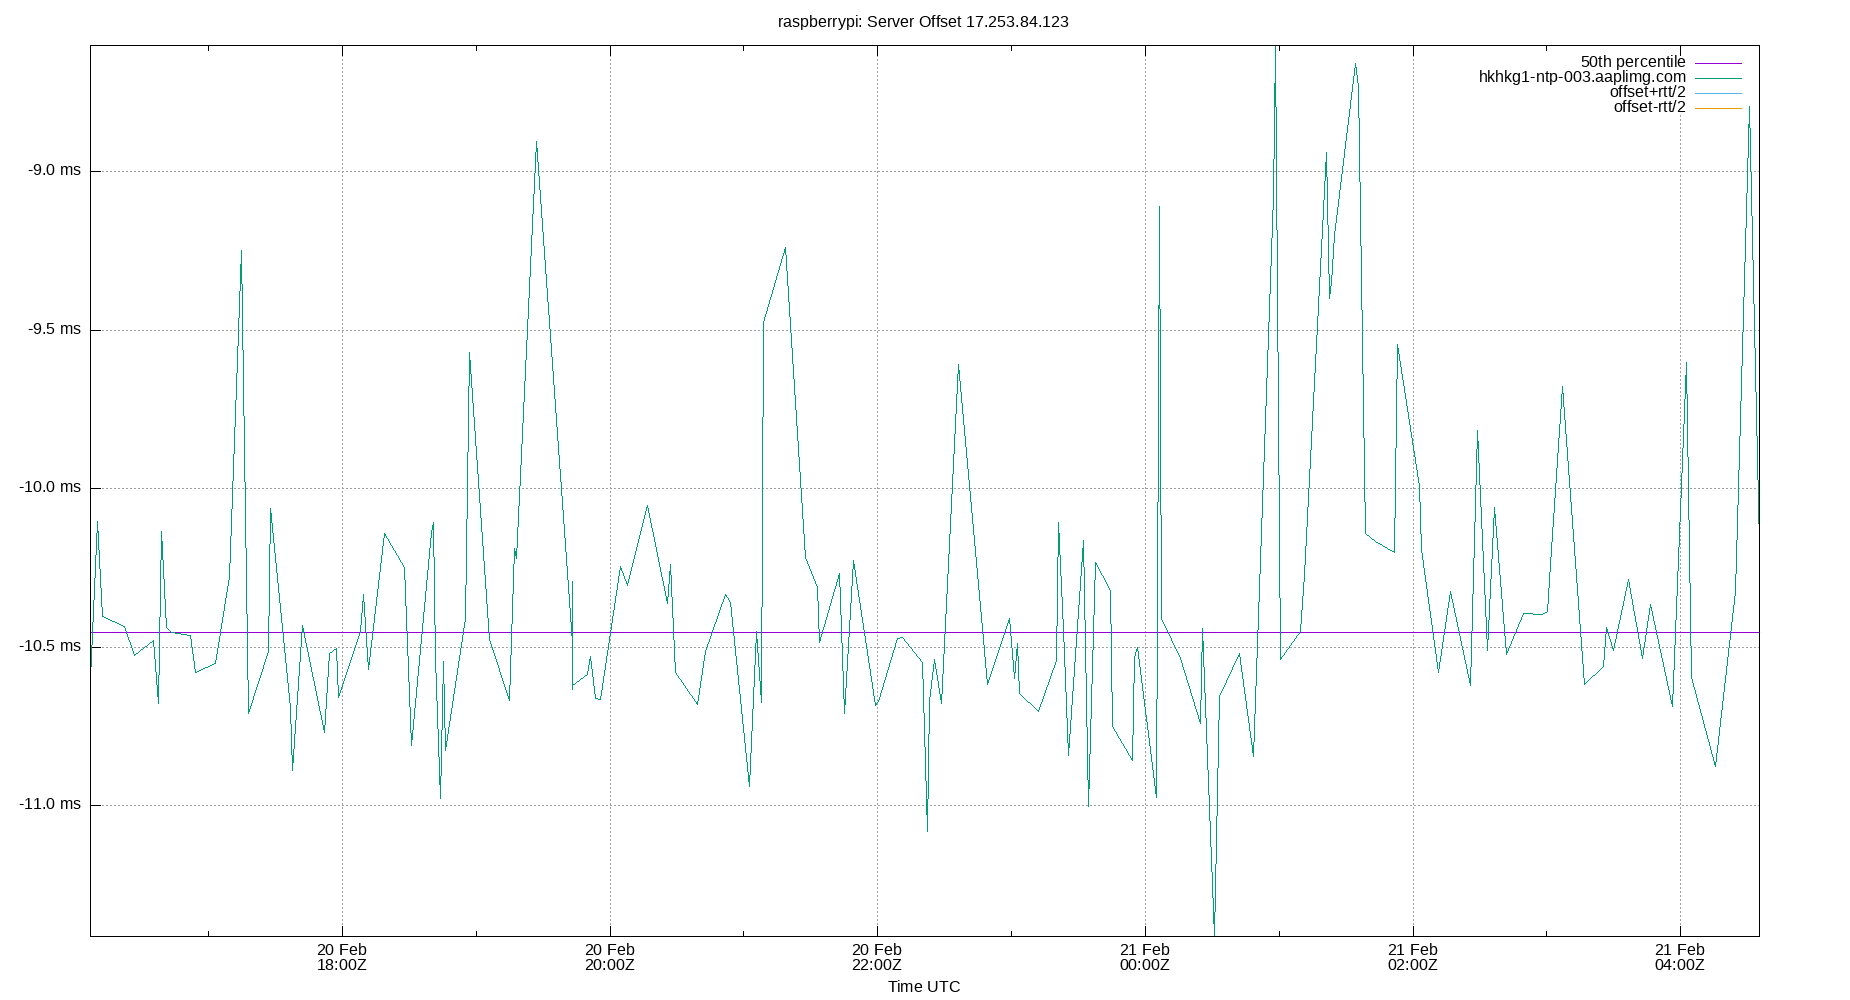 raspberrypi: Server Offset 17.253.84.123
50th percentile
hkhkg1-ntp-003.aaplimg.com
offset+rtt/2
offset-rtt/2
-9.0 ms
-9.5 ms
-10.0 ms
-10.5 ms
-11.0 ms
20 Feb 20 Feb 20 Feb 21 Feb 21 Feb 21 Feb
18:00Z 20:00Z 22:00Z 00:00Z 02:00Z 04:00Z
Time UTC